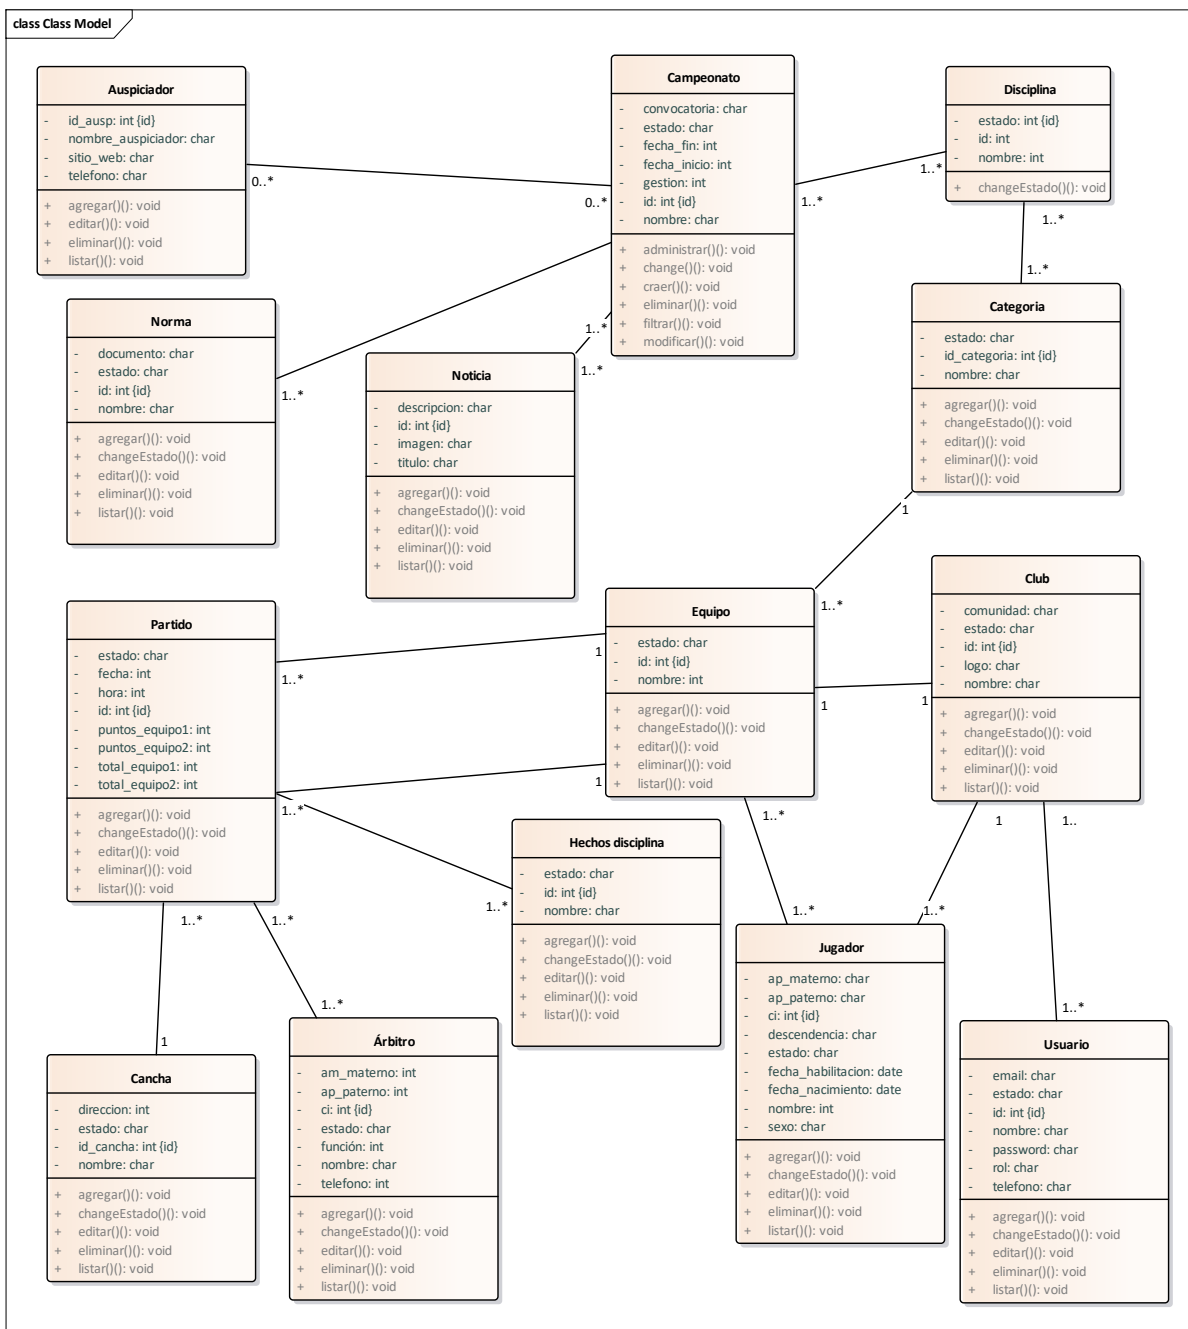 class Class Model
Auspiciador
- id_ausp: int {id}
- nombre_auspiciador: char
- sitio_web: char
- telefono: char
+ agregar()(): void
+ editar()(): void
+ eliminar()(): void
+ listar()(): void
0..*
0..*
Campeonato
- convocatoria: char
- estado: char
- fecha_fin: int
- fecha_inicio: int
- gestion: int
- id: int {id}
- nombre: char
+ administrar()(): void
+ change()(): void
+ craer()(): void
+ eliminar()(): void
+ filtrar()(): void
+ modificar()(): void
1..*
1..*
Disciplina
- estado: int {id}
- id: int
- nombre: int
+ changeEstado()(): void
1..*
1..*
Norma
- documento: char
- estado: char
- id: int {id}
- nombre: char
+ agregar()(): void
+ changeEstado()(): void
+ editar()(): void
+ eliminar()(): void
+ listar()(): void
1..*
1..*
1..*
Noticia
- descripcion: char
- id: int {id}
- imagen: char
- titulo: char
+ agregar()(): void
+ changeEstado()(): void
+ editar()(): void
+ eliminar()(): void
+ listar()(): void
Categoria
- estado: char
- id_categoria: int {id}
- nombre: char
+ agregar()(): void
+ changeEstado()(): void
+ editar()(): void
+ eliminar()(): void
+ listar()(): void
1
1..*
Partido
- estado: char
- fecha: int
- hora: int
- id: int {id}
- puntos_equipo1: int
- puntos_equipo2: int
- total_equipo1: int
- total_equipo2: int
+ agregar()(): void
+ changeEstado()(): void
+ editar()(): void
+ eliminar()(): void
+ listar()(): void
1..*
1
1..*
1
Equipo
- estado: char
- id: int {id}
- nombre: int
+ agregar()(): void
+ changeEstado()(): void
+ editar()(): void
+ eliminar()(): void
+ listar()(): void
1
1
Club
- comunidad: char
- estado: char
- id: int {id}
- logo: char
- nombre: char
+ agregar()(): void
+ changeEstado()(): void
+ editar()(): void
+ eliminar()(): void
+ listar()(): void
1..*
1
1..
Hechos disciplina
- estado: char
- id: int {id}
- nombre: char
+ agregar()(): void
+ changeEstado()(): void
+ editar()(): void
+ eliminar()(): void
+ listar()(): void
1..*
1..*
1..*
1..*
1..*
Jugador
- ap_materno: char
- ap_paterno: char
- ci: int {id}
- descendencia: char
- estado: char
- fecha_habilitacion: date
- fecha_nacimiento: date
- nombre: int
- sexo: char
+ agregar()(): void
+ changeEstado()(): void
+ editar()(): void
+ eliminar()(): void
+ listar()(): void
1..*
1
1..*
Cancha
- direccion: int
- estado: char
- id_cancha: int {id}
- nombre: char
+ agregar()(): void
+ changeEstado()(): void
+ editar()(): void
+ eliminar()(): void
+ listar()(): void
Árbitro
- am_materno: int
- ap_paterno: int
- ci: int {id}
- estado: char
- función: int
- nombre: char
- telefono: int
+ agregar()(): void
+ changeEstado()(): void
+ editar()(): void
+ eliminar()(): void
+ listar()(): void
Usuario
- email: char
- estado: char
- id: int {id}
- nombre: char
- password: char
- rol: char
- telefono: char
+ agregar()(): void
+ changeEstado()(): void
+ editar()(): void
+ eliminar()(): void
+ listar()(): void